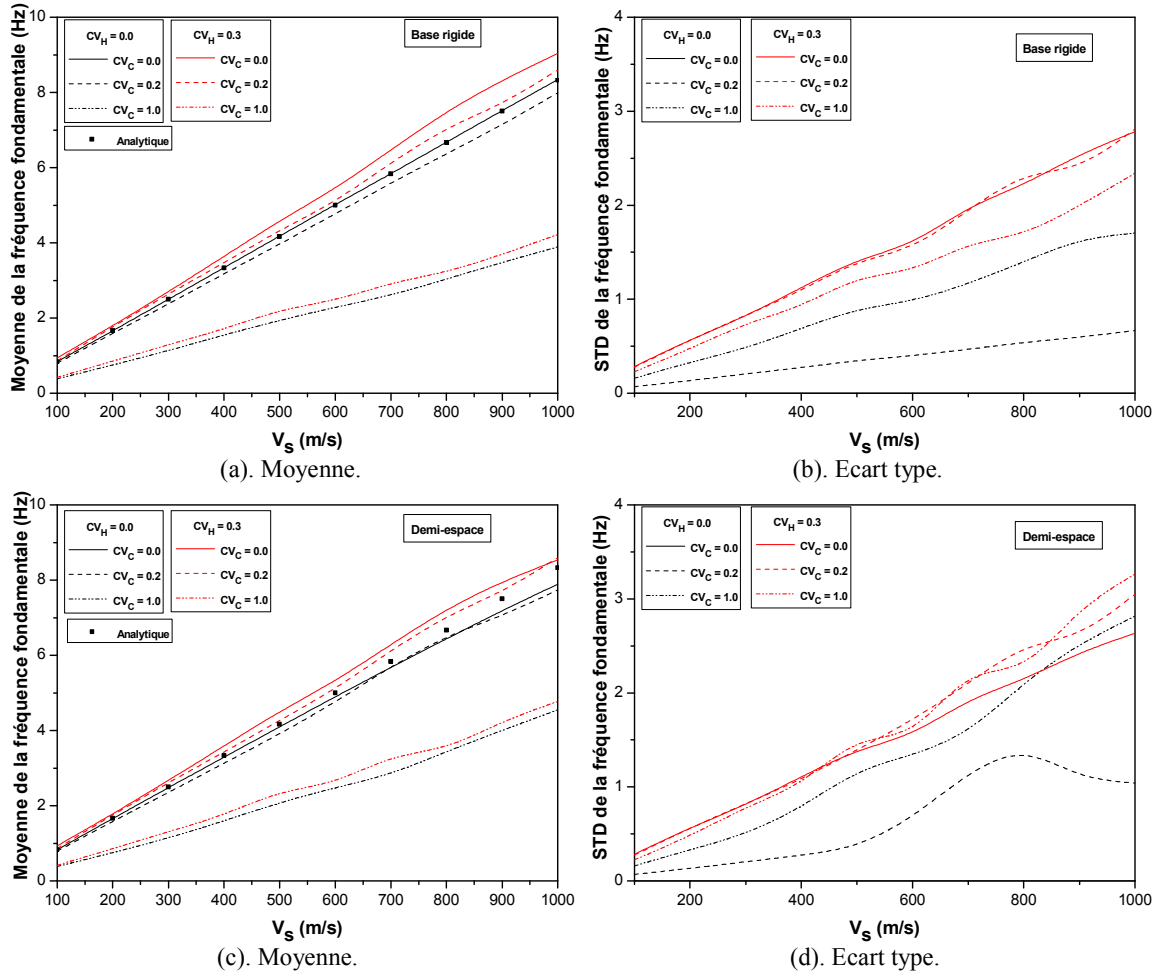 Moyenne de la fréquence fondamentale (Hz)
10
8
6
4
2
0
CV_H = 0.0
CV_C = 0.0
CV_C = 0.2
CV_C = 1.0
CV_H = 0.3
CV_C = 0.0
CV_C = 0.2
CV_C = 1.0
Analytique
Base rigide
100 200 300 400 500 600 700 800 900 1000
V_S (m/s)
(a). Moyenne.
STD de la fréquence fondamentale (Hz)
4
3
2
1
0
CV_H = 0.0
CV_C = 0.0
CV_C = 0.2
CV_C = 1.0
CV_H = 0.3
CV_C = 0.0
CV_C = 0.2
CV_C = 1.0
Base rigide
200 400 600 800 1000
V_S (m/s)
(b). Ecart type.
Moyenne de la fréquence fondamentale (Hz)
10
8
6
4
2
0
CV_H = 0.0
CV_C = 0.0
CV_C = 0.2
CV_C = 1.0
CV_H = 0.3
CV_C = 0.0
CV_C = 0.2
CV_C = 1.0
Analytique
Demi-espace
100 200 300 400 500 600 700 800 900 1000
V_S (m/s)
(c). Moyenne.
STD de la fréquence fondamentale (Hz)
4
3
2
1
0
CV_H = 0.0
CV_C = 0.0
CV_C = 0.2
CV_C = 1.0
CV_H = 0.3
CV_C = 0.0
CV_C = 0.2
CV_C = 1.0
Demi-espace
200 400 600 800 1000
V_S (m/s)
(d). Ecart type.